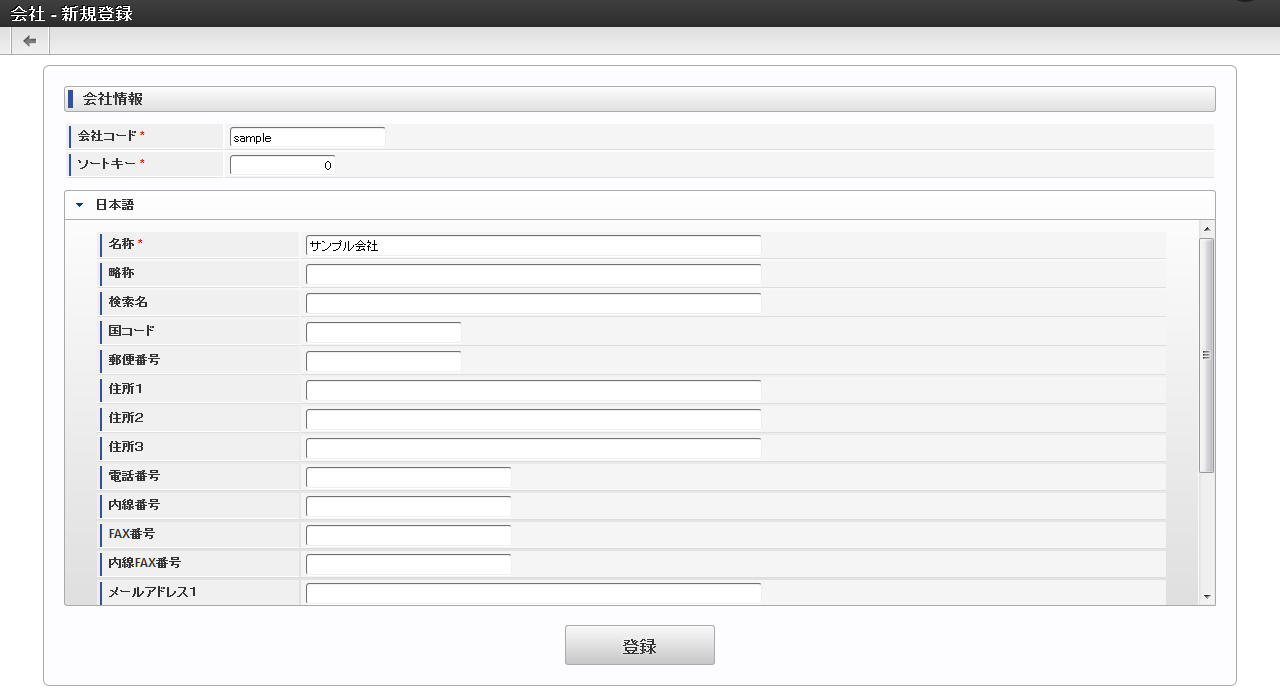 会社 - 新規登録
会社情報
会社コード* sample
ソートキー* 0
日本語
名称* サンプル会社
略称
検索名
国コード
郵便番号
住所1
住所2
住所3
電話番号
内線番号
FAX番号
内線FAX番号
メールアドレス1
登録